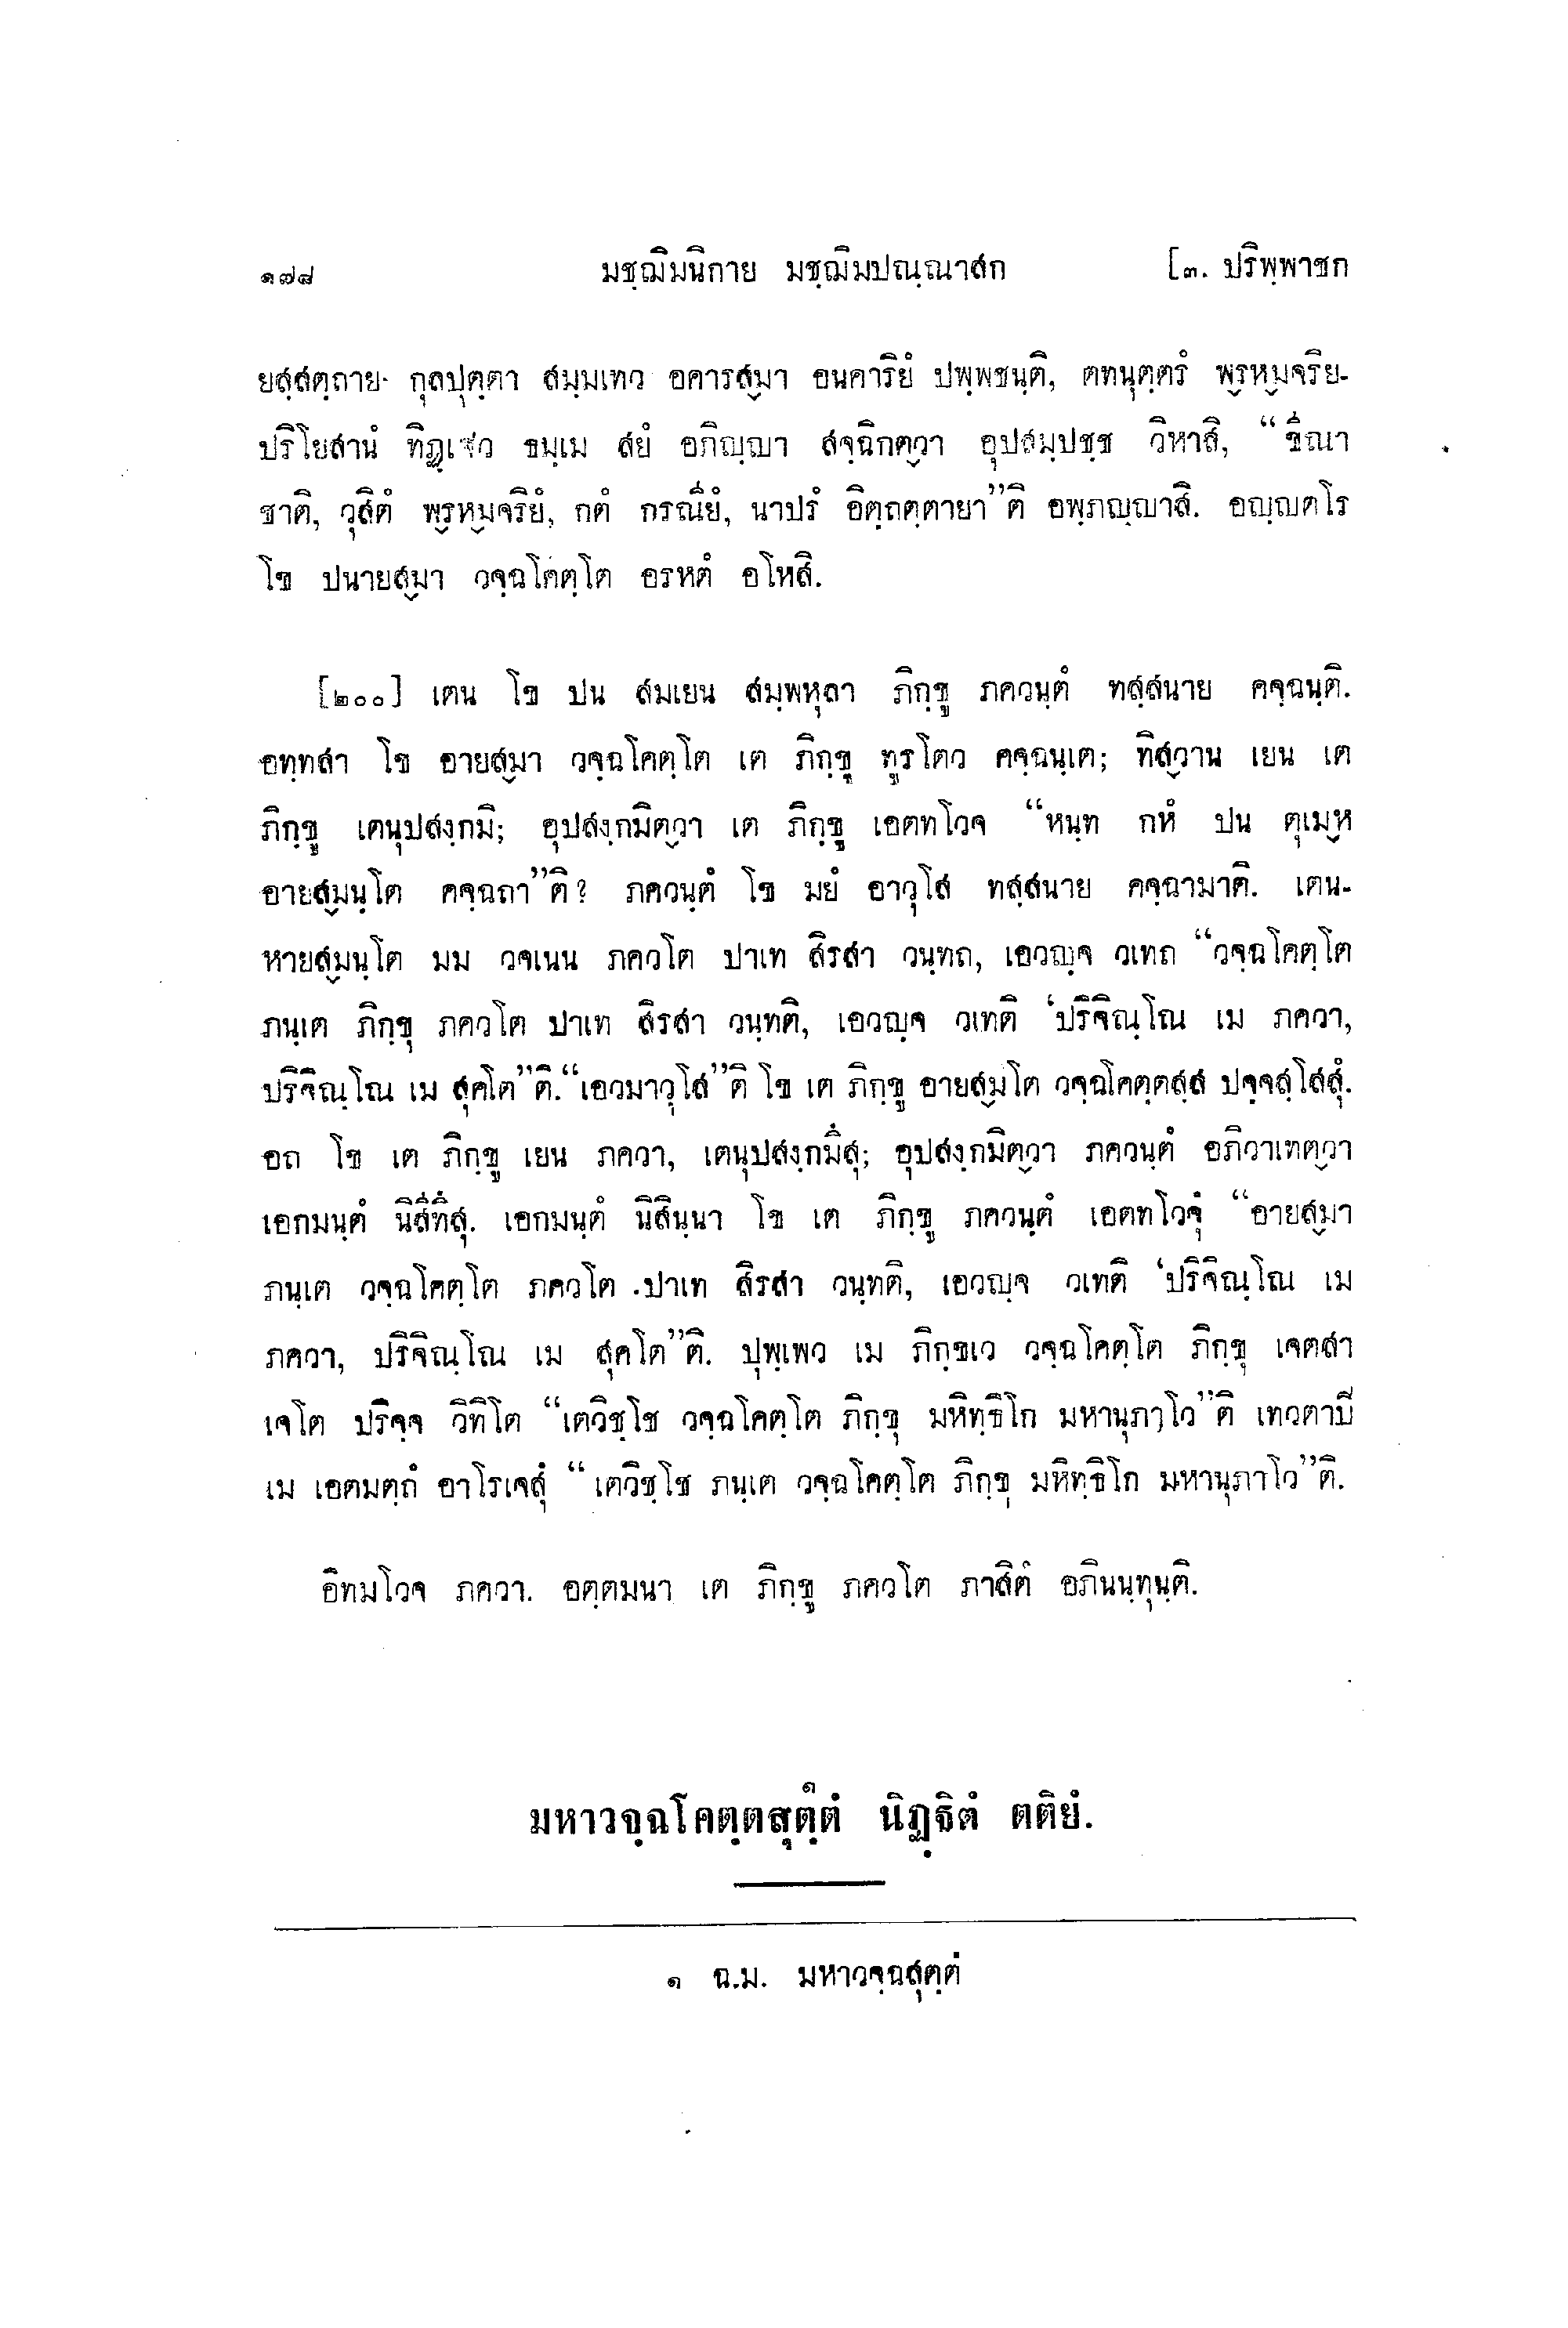 ๑๗๘ มชฺฌิมนิกาย มชฺฌิมปณฺณาสก [๓. ปริพฺพาชก
ยสฺสตฺถาย กุลปุตฺตา สมฺมเทว อคารสฺมา อนคาริยํ ปพฺพชนฺติ, ตทนุตฺตรํ พฺรหฺมจริย-
ปริโยสานํ ทิฏฺเว ธมฺเม สยํ อภิญฺญา สจฺฉิกตฺวา อุปสมฺปชฺช วิหาสิ, “ขีณา
ชาติ, วุสิตํ พฺรหฺมจริยํ, กตํ กรณียํ, นาปรํ อิตฺถตฺตายา”ติ อพฺภญฺญาสิ. อญฺญตโร
โข ปนายสฺมา วจฺฉโคตฺโต อรหตํ อโหสิ.
[๒๐๐] เตน โข ปน สมเยน สมฺพหุลา ภิกฺขู ภควนฺตํ ทสฺสนาย คจฺฉนฺติ.
อทฺทสา โข อายสฺมา วจฺฉโคตฺโต เต ภิกฺขู ทูรโตว คจฺฉนฺเต; ทิสฺวาน เยน เต
ภิกฺขู เตนุปสงฺกมิ; อุปสงฺกมิตฺวา เต ภิกฺขู เอตทโวจ “หนฺท กหํ ปน ตุเมฺห
อายสฺมนฺโต คจฺฉถา”ติ? ภควนฺตํ โข มยํ อาวุโส ทสฺสนาย คจฺฉามาติ. เตน-
หายสฺมนฺโต มม วจเนน ภควโต ปาเท สิรสา วนฺทถ, เอวญฺจ วเทถ “วจฺฉโคตฺโต
ภนฺเต ภิกฺขุ ภควโต ปาเท สิรสา วนฺทติ, เอวญฺจ วเทติ ‘ปริจิณฺโณ เม ภควา,
ปริจิณฺโณ เม สุคโต”ติ.“เอวมาวุโส”ติ โข เต ภิกฺขู อายสฺมโต วจฺฉโคตฺตสฺส ปจฺจสฺโสสุํ.
อถ โข เต ภิกฺขู เยน ภควา, เตนุปสงฺกมิํสุ; อุปสงฺกมิตฺวา ภควนฺตํ อภิวาเทตฺวา
เอกมนฺตํ นิสีทิํสุ. เอกมนฺตํ นิสินฺนา โข เต ภิกฺขู ภควนฺตํ เอตทโวจุํ “อายสฺมา
ภนฺเต วจฺฉโคตฺโต ภควโต ปาเท สิรสา วนฺทติ, เอวญฺจ วเทติ ‘ปริจิณฺโณ เม
ภควา, ปริจิณฺโณ เม สุคโต”ติ. ปุพฺเพว เม ภิกฺขเว วจฺฉโคตฺโต ภิกฺขุ เจตสา
เจโต ปริจฺจ วิทิโต “เตวิชฺโช วจฺฉโคตฺโต ภิกฺขุ มหิทฺธิโก มหานุภาโว”ติ เทวตาปิ
เม เอตมตฺถํ อาโรเจสุํ “เตวิชฺโช ภนฺเต วจฺฉโคตฺโต ภิกฺขุ มหิทฺธิโก มหานุภาโว”ติ.
อิทมโวจ ภควา. อตฺตมนา เต ภิกฺขู ภควโต ภาสิตํ อภินนฺทุนฺติ.
มหาวจฺฉโคตฺตสุตฺตํ๑ นิฏฺฐิตํ ตติยํ.
๑ ฉ.ม. มหาวจฺฉสุตฺตํ